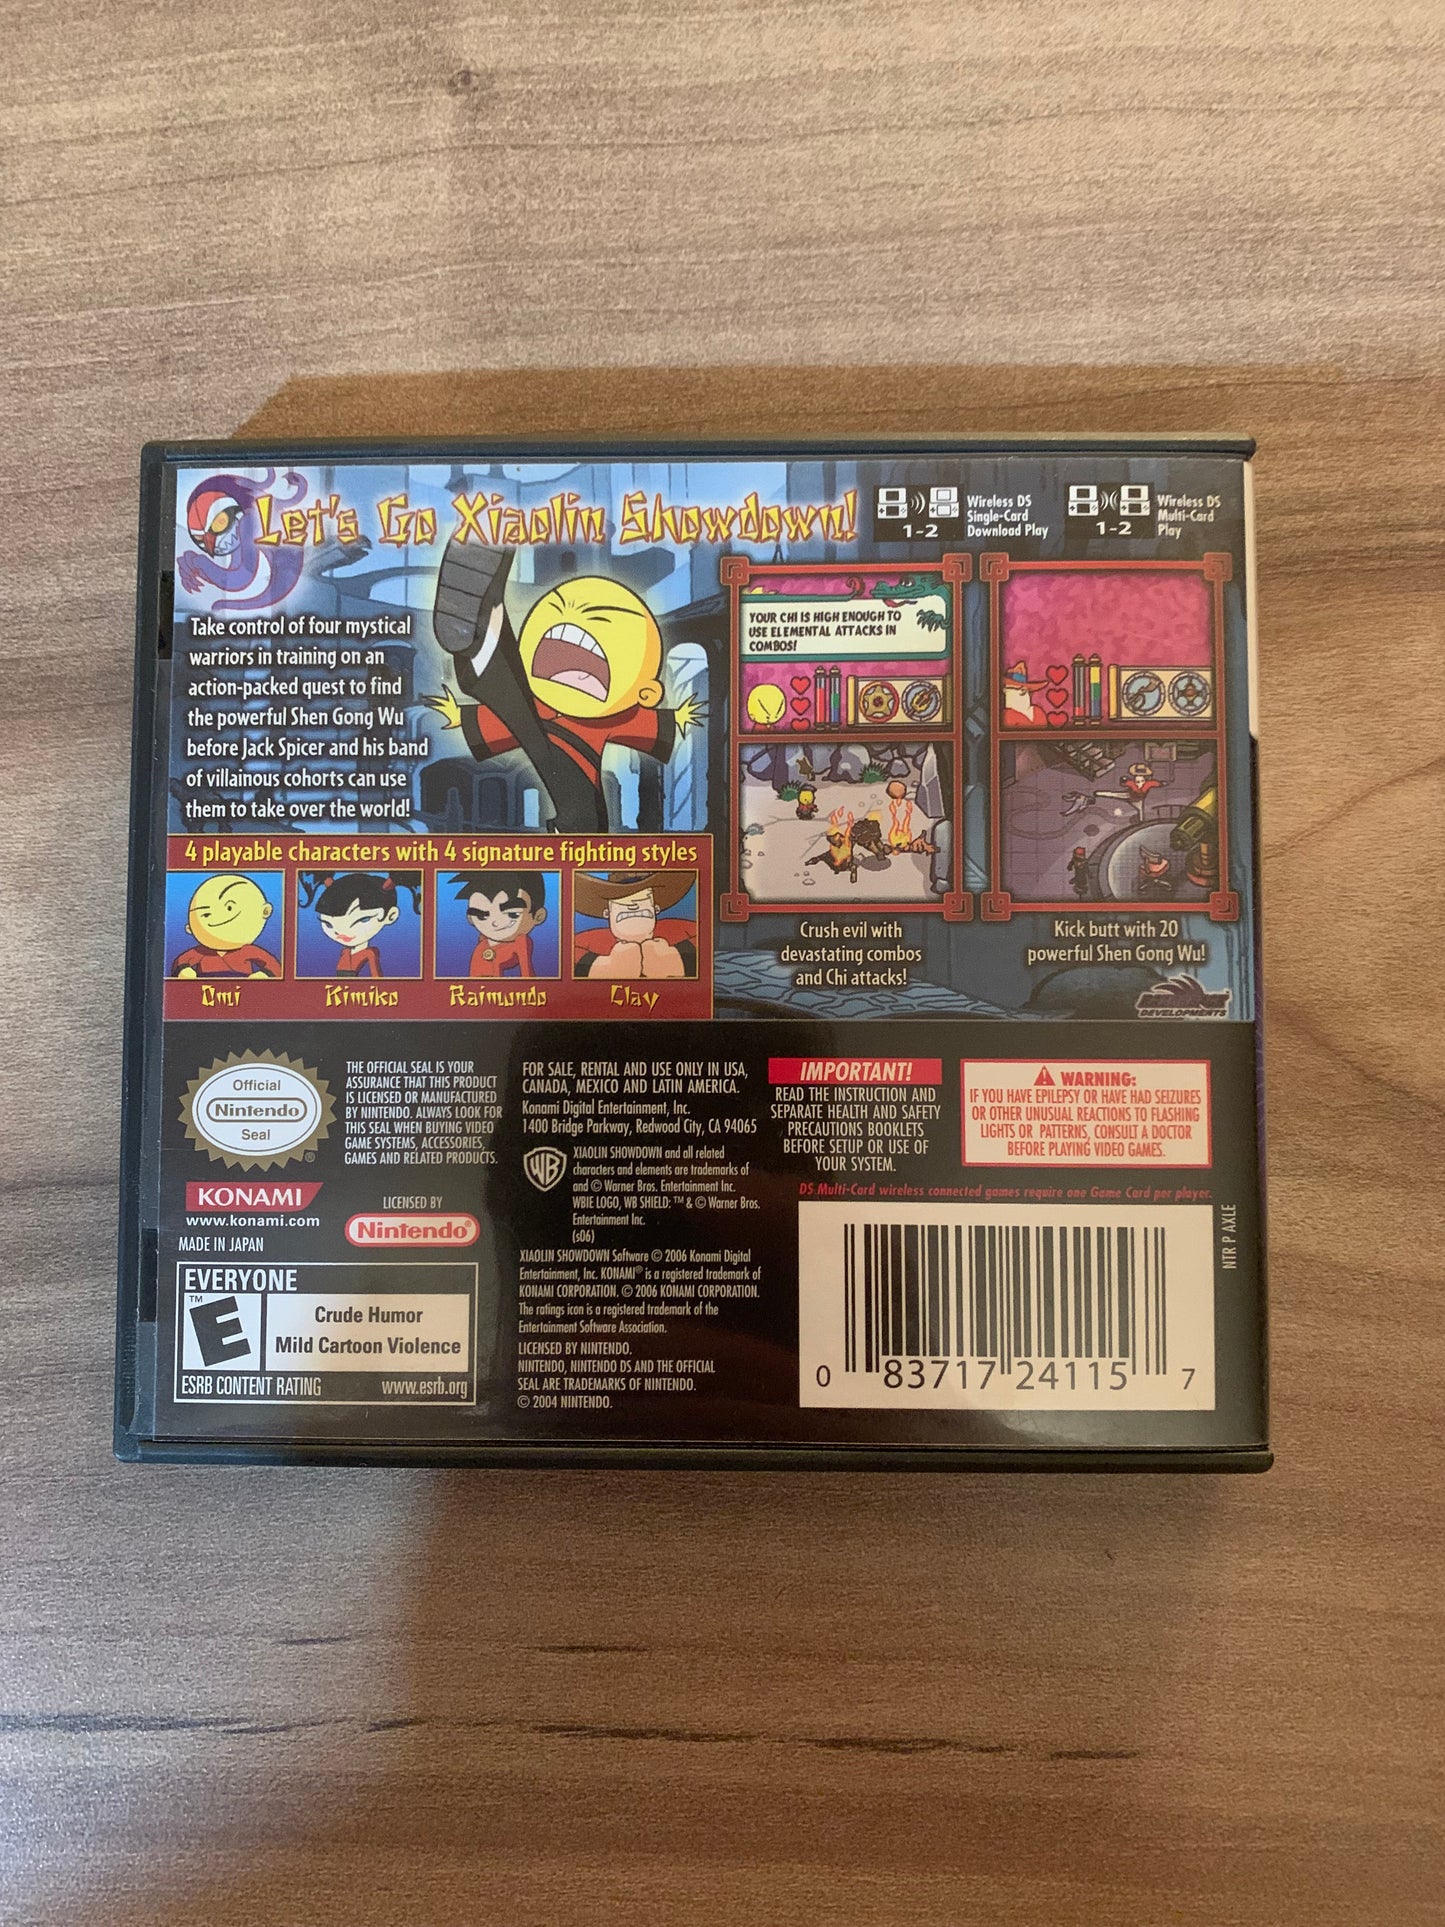 Let's Go Xiaolin Showdown!
1-2
Wireless DS
Single-Card
Download Play
1-2
Wireless DS
Multi-Card
Play
Take control of four mystical
warriors in training on an
action-packed quest to find
the powerful Shen Gong Wu
before Jack Spicer and his band
of villainous cohorts can use
them to take over the world!
YOUR CHI IS HIGH ENOUGH TO
USE ELEMENTAL ATTACKS IN
COMBOS!
4 playable characters with 4 signature fighting styles
Omi
Kimiko
Raimundo
Clay
Crush evil with
devastating combos
and Chi attacks!
Kick butt with 20
powerful Shen Gong Wu!
DEVELOPMENTS
Official
Nintendo
Seal
®
THE OFFICIAL SEAL IS YOUR
ASSURANCE THAT THIS PRODUCT
IS LICENSED OR MANUFACTURED
BY NINTENDO. ALWAYS LOOK FOR
THIS SEAL WHEN BUYING VIDEO
GAME SYSTEMS, ACCESSORIES,
GAMES AND RELATED PRODUCTS.
KONAMI
www.konami.com
MADE IN JAPAN
LICENSED BY
Nintendo®
EVERYONE
TM
E
Crude Humor
Mild Cartoon Violence
ESRB CONTENT RATING
www.esrb.org
FOR SALE, RENTAL AND USE ONLY IN USA,
CANADA, MEXICO AND LATIN AMERICA.
Konami Digital Entertainment, Inc.
1400 Bridge Parkway, Redwood City, CA 94065
WB
XIAOLIN SHOWDOWN and all related
characters and elements are trademarks of
and © Warner Bros. Entertainment Inc.
WBIE LOGO, WB SHIELD: ™ & © Warner Bros.
Entertainment Inc.
(s06)
XIAOLIN SHOWDOWN Software © 2006 Konami Digital
Entertainment, Inc. KONAMI® is a registered trademark of
KONAMI CORPORATION. © 2006 KONAMI CORPORATION.
The ratings icon is a registered trademark of the
Entertainment Software Association.
LICENSED BY NINTENDO.
NINTENDO, NINTENDO DS AND THE OFFICIAL
SEAL ARE TRADEMARKS OF NINTENDO.
© 2004 NINTENDO.
IMPORTANT!
READ THE INSTRUCTION AND
SEPARATE HEALTH AND SAFETY
PRECAUTIONS BOOKLETS
BEFORE SETUP OR USE OF
YOUR SYSTEM.
WARNING:
IF YOU HAVE EPILEPSY OR HAVE HAD SEIZURES
OR OTHER UNUSUAL REACTIONS TO FLASHING
LIGHTS OR PATTERNS, CONSULT A DOCTOR
BEFORE PLAYING VIDEO GAMES.
DS Multi-Card wireless connected games require one Game Card per player.
NTR P AXLE
0 83717 24115 7